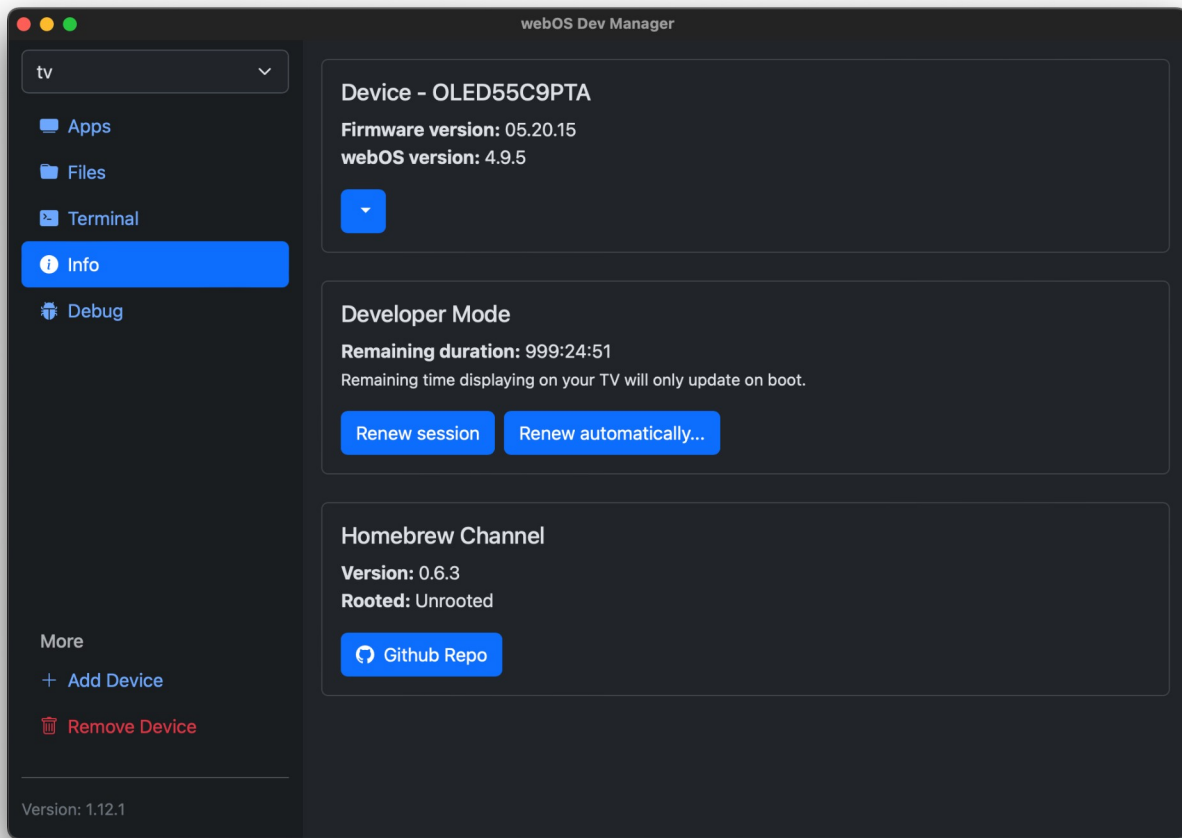 webOS Dev Manager
tv
Apps
Files
Terminal
Info
Debug
More
Add Device
Remove Device
Version: 1.12.1
Device - OLED55C9PTA
Firmware version: 05.20.15
webOS version: 4.9.5
Developer Mode
Remaining duration: 999:24:51
Remaining time displaying on your TV will only update on boot.
Renew session
Renew automatically...
Homebrew Channel
Version: 0.6.3
Rooted: Unrooted
Github Repo